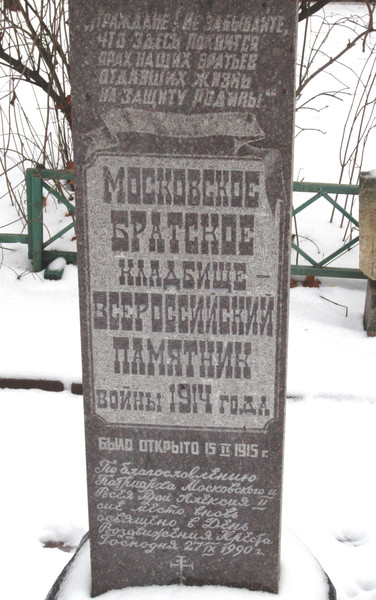 „ГРАЖДАНЕ! НЕ ЗАБЫВАЙТЕ,
ЧТО ЗДЕСЬ ПОКОИТСЯ
ПРАХ НАШИХ БРАТЬЕВ
ОТДАВШИХ ЖИЗНЬ
НА ЗАЩИТУ РОДИНЫ!“
МОСКОВСКОЕ
БРАТСКОЕ
КЛАДБИЩЕ –
ВСЕРОССИЙСКИЙ
ПАМЯТНИК
ВОЙНЫ 1914 ГОДА
БЫЛО ОТКРЫТО 15 II 1915 г.
По благословлению
Патриарха Московского и
Всея Руси Алексия II
сие место вновь
освящено в День
Воздвижения Креста
Господня 27 IX 1990 г.